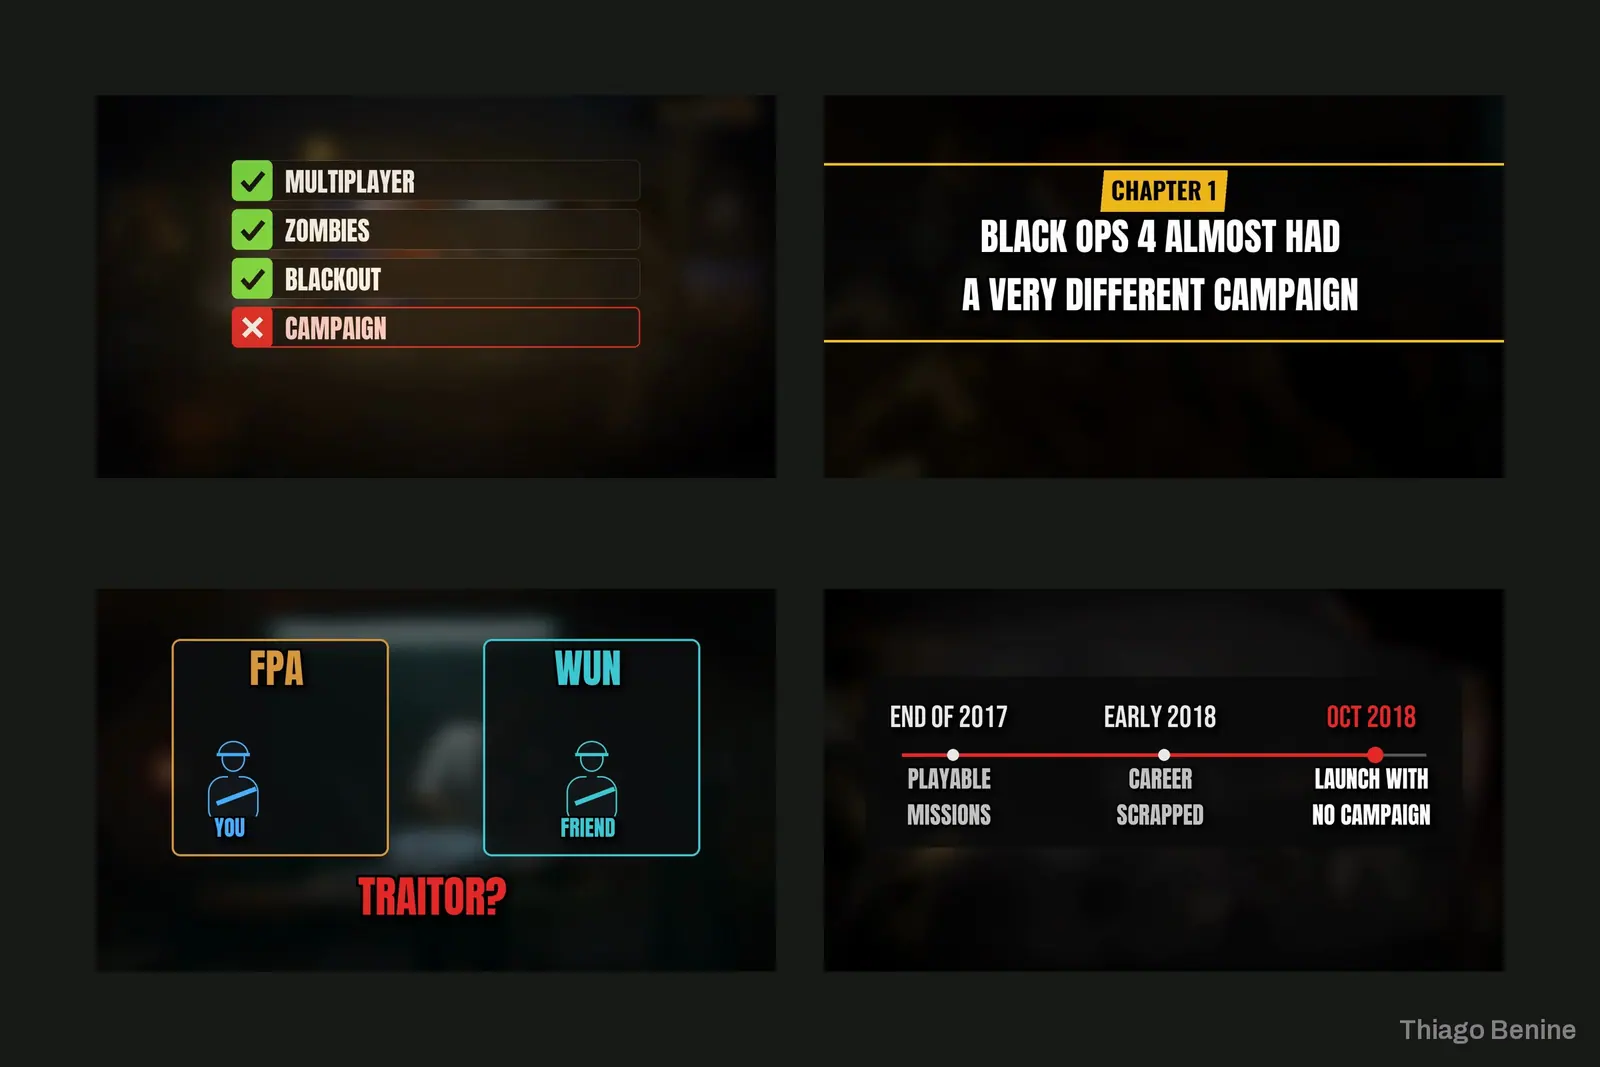 MULTIPLAYER
ZOMBIES
BLACKOUT
CAMPAIGN
CHAPTER 1
BLACK OPS 4 ALMOST HAD
A VERY DIFFERENT CAMPAIGN
FPA
YOU
WUN
FRIEND
TRAITOR?
END OF 2017
PLAYABLE
MISSIONS
EARLY 2018
CAREER
SCRAPPED
OCT 2018
LAUNCH WITH
NO CAMPAIGN
Thiago Benine